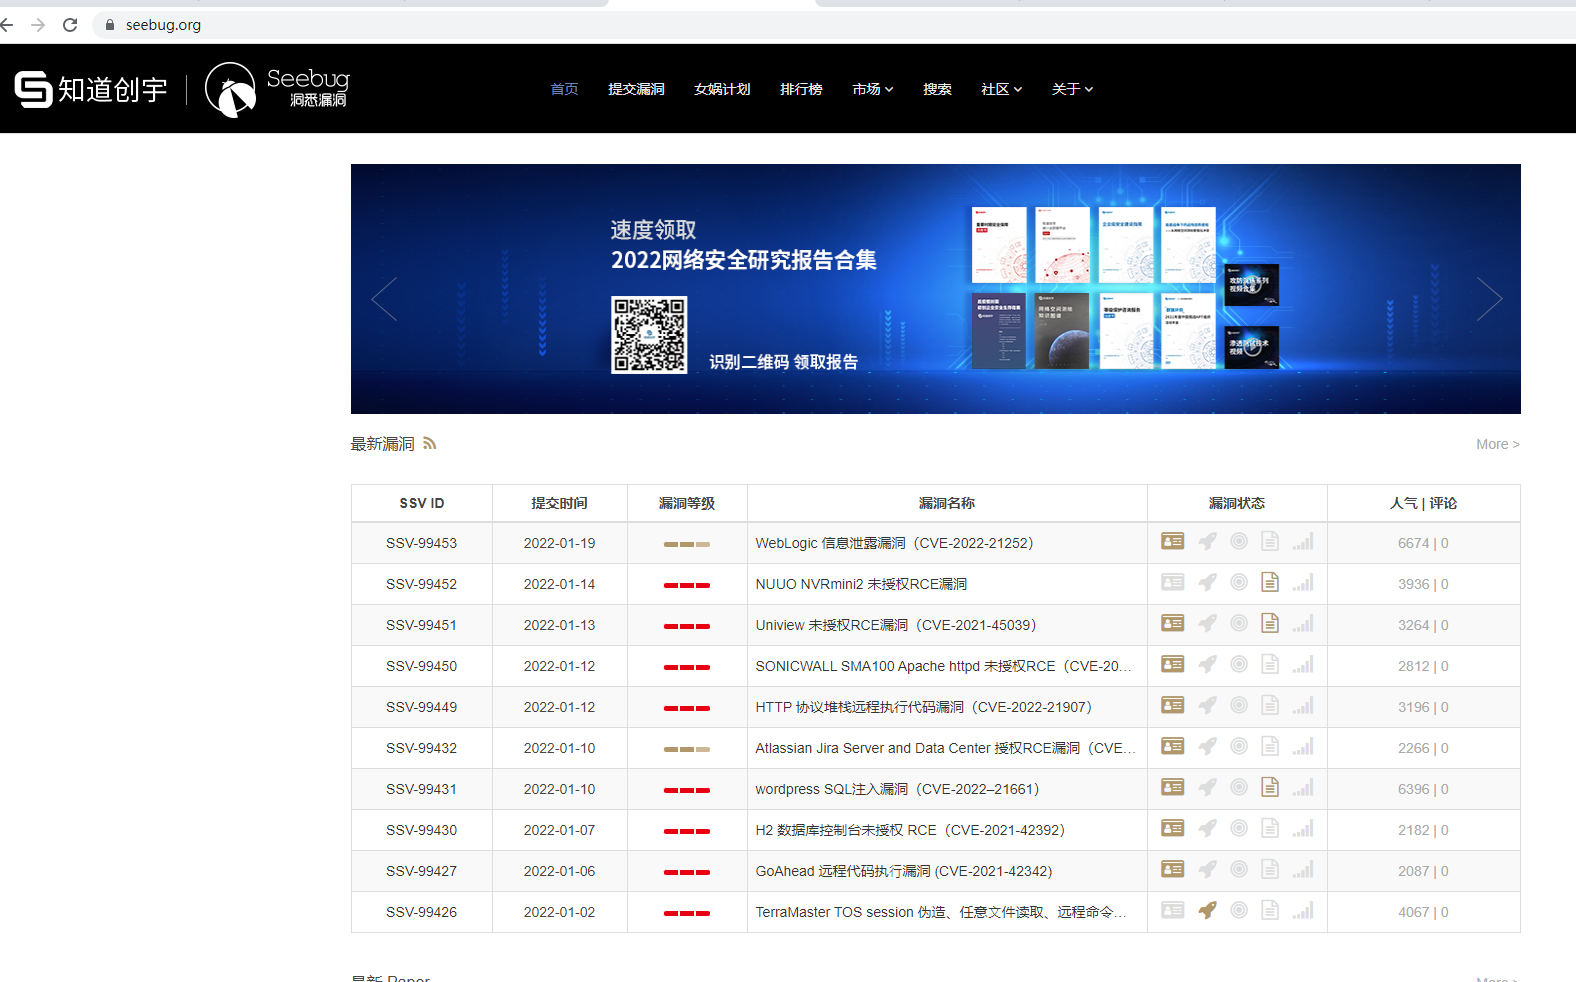 seebug.org
知道创宇
Seebug
洞悉漏洞
首页 提交漏洞 女娲计划 排行榜 市场 搜索 社区 关于
速度领取
2022网络安全研究报告合集
识别二维码 领取报告
最新漏洞 More >
SSV ID 提交时间 漏洞等级 漏洞名称 漏洞状态 人气 | 评论
SSV-99453 2022-01-19 WebLogic 信息泄露漏洞（CVE-2022-21252） 6674 | 0
SSV-99452 2022-01-14 NUUO NVRmini2 未授权RCE漏洞 3936 | 0
SSV-99451 2022-01-13 Uniview 未授权RCE漏洞（CVE-2021-45039） 3264 | 0
SSV-99450 2022-01-12 SONICWALL SMA100 Apache httpd 未授权RCE（CVE-20... 2812 | 0
SSV-99449 2022-01-12 HTTP 协议堆栈远程执行代码漏洞（CVE-2022-21907） 3196 | 0
SSV-99432 2022-01-10 Atlassian Jira Server and Data Center 授权RCE漏洞（CVE... 2266 | 0
SSV-99431 2022-01-10 wordpress SQL注入漏洞（CVE-2022–21661） 6396 | 0
SSV-99430 2022-01-07 H2 数据库控制台未授权 RCE（CVE-2021-42392） 2182 | 0
SSV-99427 2022-01-06 GoAhead 远程代码执行漏洞 (CVE-2021-42342) 2087 | 0
SSV-99426 2022-01-02 TerraMaster TOS session 伪造、任意文件读取、远程命令... 4067 | 0
最新 Paper More >